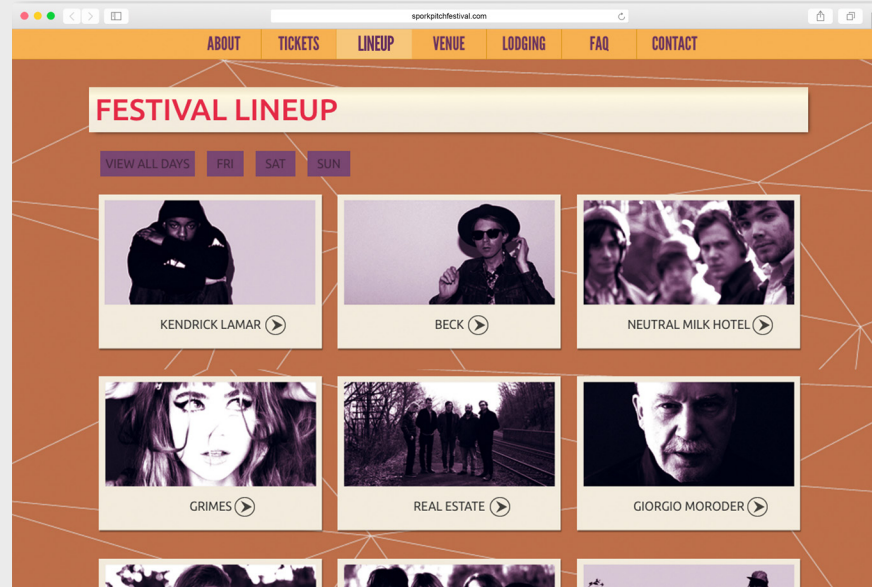 sporkpitchfestival.com
ABOUT TICKETS LINEUP VENUE LODGING FAQ CONTACT
FESTIVAL LINEUP
VIEW ALL DAYS FRI SAT SUN
KENDRICK LAMAR BECK NEUTRAL MILK HOTEL
GRIMES REAL ESTATE GIORGIO MORODER